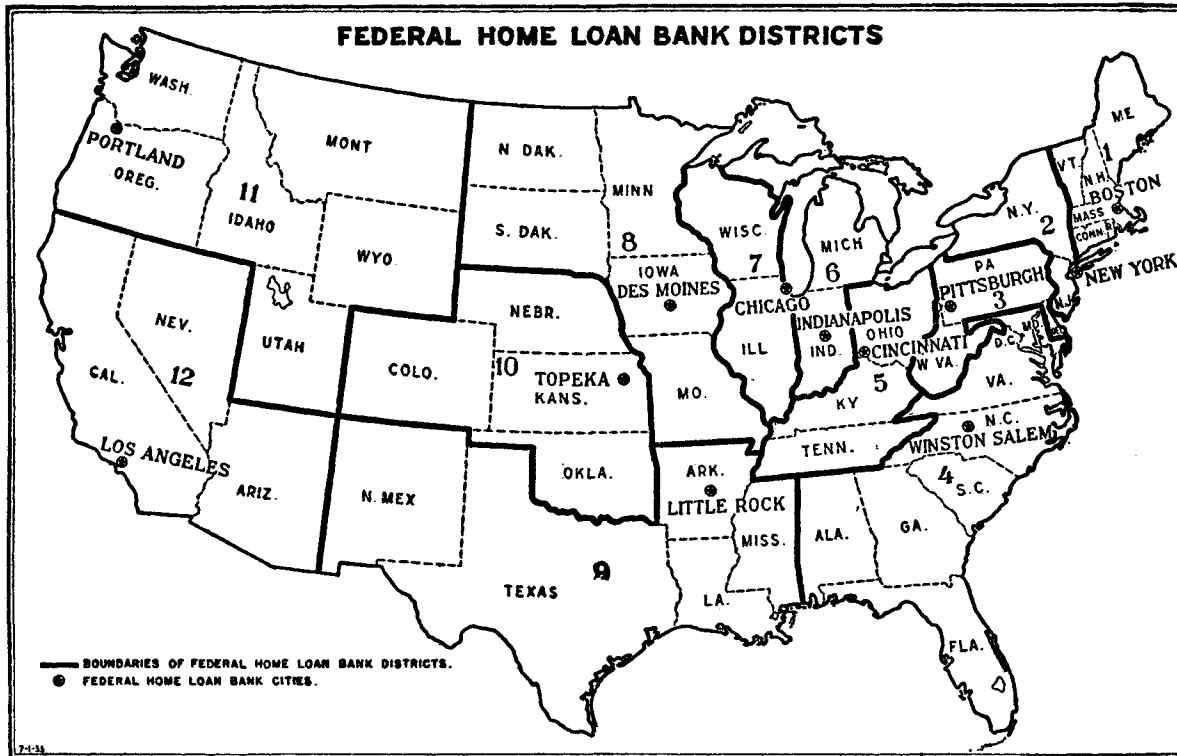 FEDERAL HOME LOAN BANK DISTRICTS
WASH.
PORTLAND
OREG.
MONT
11
IDAHO
WYO.
N DAK.
S. DAK.
MINN
8
IOWA
DES MOINES
WISC.
7
MICH
6
CHICAGO
ILL
INDIANAPOLIS
IND.
OHIO
CINCINNATI
5
KY
W VA.
PA
PITTSBURGH
3
N.Y.
2
NEW YORK
N.J.
ME
1
VT.
N.H.
BOSTON
MASS
CONN
R.I.
MD.
D.C.
VA.
NEV.
UTAH
CAL.
12
LOS ANGELES
ARIZ.
COLO.
NEBR.
10
TOPEKA
KANS.
MO.
N. MEX
OKLA.
ARK.
LITTLE ROCK
TENN.
N.C.
WINSTON SALEM
4
S.C.
MISS.
ALA.
GA.
TEXAS
9
LA.
FLA.
BOUNDARIES OF FEDERAL HOME LOAN BANK DISTRICTS.
FEDERAL HOME LOAN BANK CITIES.